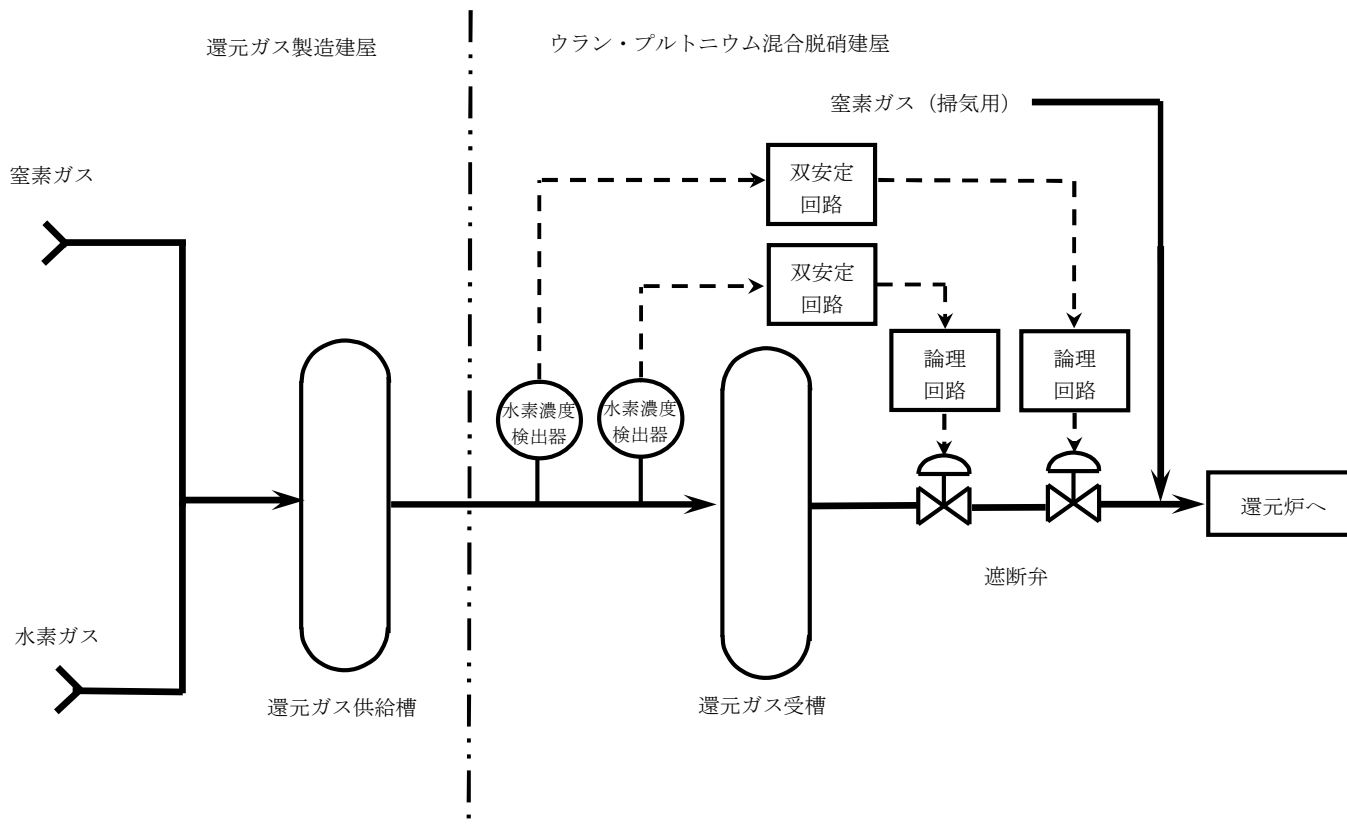 還元ガス製造建屋
ウラン・プルトニウム混合脱硝建屋
窒素ガス（掃気用）
窒素ガス
双安定
回路
双安定
回路
論理
回路
論理
回路
水素濃度
検出器
水素濃度
検出器
還元炉へ
遮断弁
水素ガス
還元ガス供給槽
還元ガス受槽